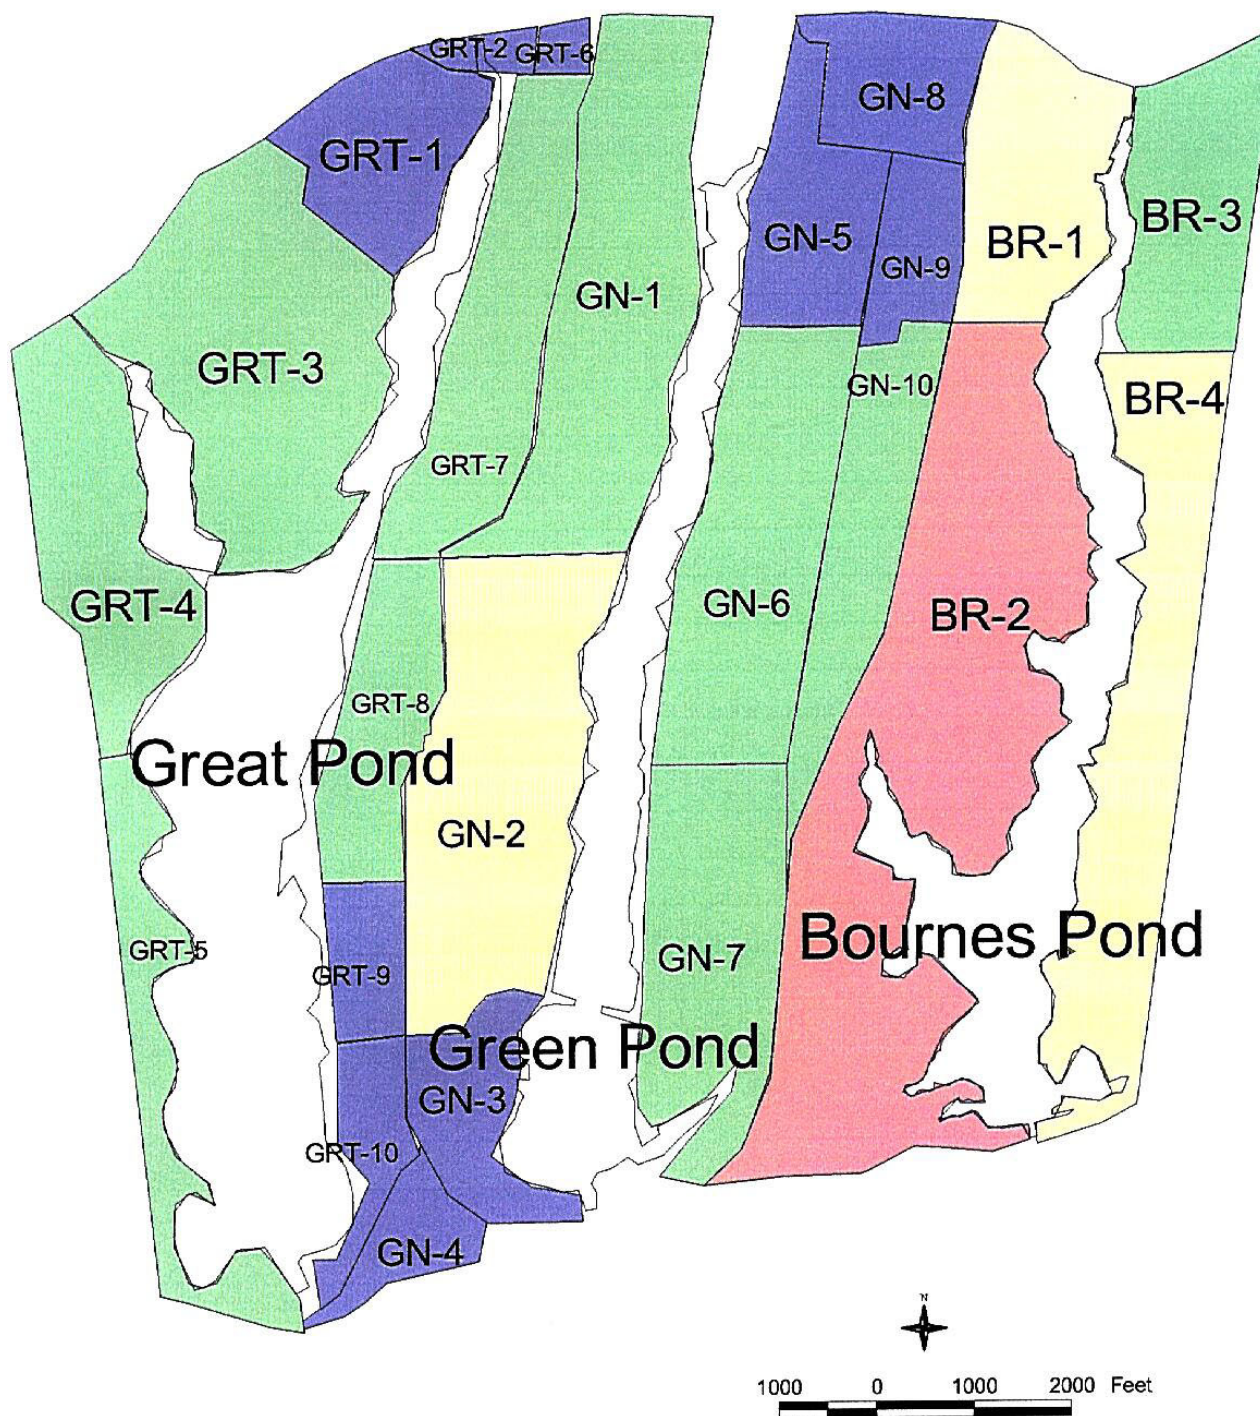 GRT-2
GRT-6
GRT-1
GN-8
GN-5
GN-9
BR-1
BR-3
GN-1
GRT-3
GN-10
BR-4
GRT-7
GRT-4
GN-6
BR-2
GRT-8
Great Pond
GN-2
GRT-5
GRT-9
GN-7
Bournes Pond
Green Pond
GN-3
GRT-10
GN-4
N
1000 0 1000 2000 Feet